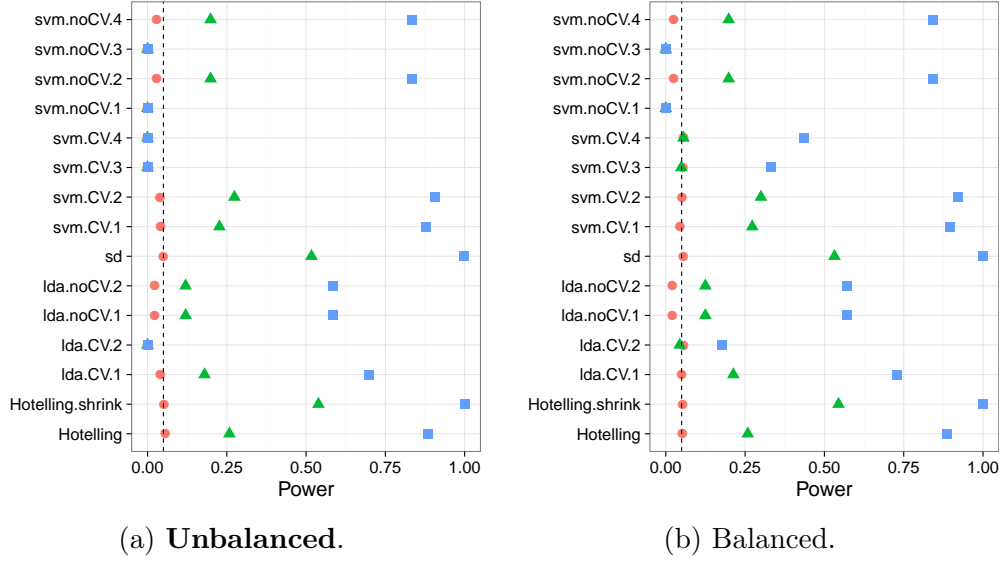 svm.noCV.4
svm.noCV.3
svm.noCV.2
svm.noCV.1
svm.CV.4
svm.CV.3
svm.CV.2
svm.CV.1
sd
lda.noCV.2
lda.noCV.1
lda.CV.2
lda.CV.1
Hotelling.shrink
Hotelling
0.00 0.25 0.50 0.75 1.00
Power
(a) Unbalanced.
svm.noCV.4
svm.noCV.3
svm.noCV.2
svm.noCV.1
svm.CV.4
svm.CV.3
svm.CV.2
svm.CV.1
sd
lda.noCV.2
lda.noCV.1
lda.CV.2
lda.CV.1
Hotelling.shrink
Hotelling
0.00 0.25 0.50 0.75 1.00
Power
(b) Balanced.